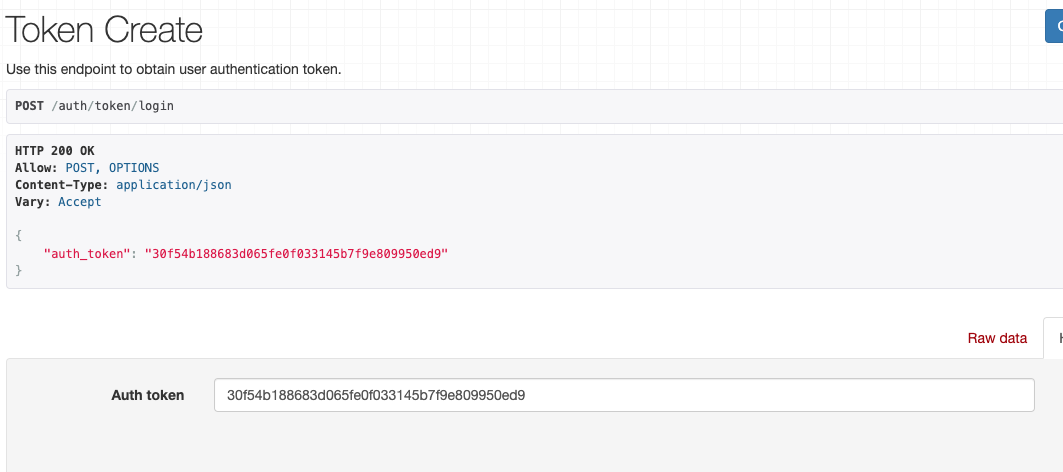 Token Create
Use this endpoint to obtain user authentication token.
POST /auth/token/login
HTTP 200 OK
Allow: POST, OPTIONS
Content-Type: application/json
Vary: Accept
{
"auth_token": "30f54b188683d065fe0f033145b7f9e809950ed9"
}
Raw data
Auth token 30f54b188683d065fe0f033145b7f9e809950ed9